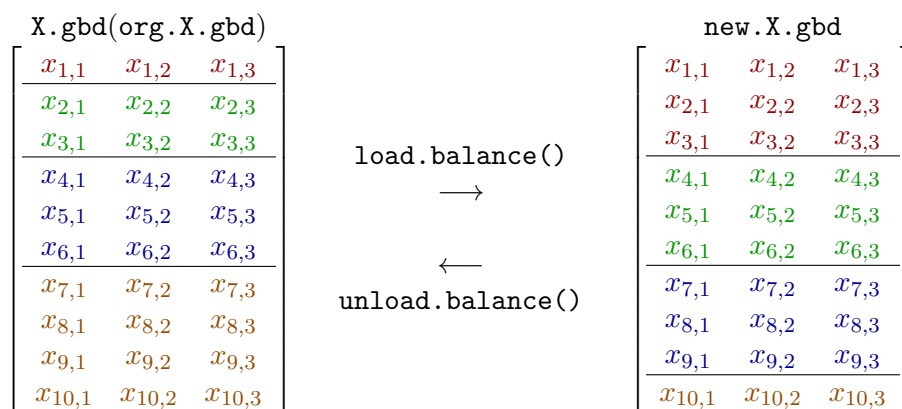 X.gbd(org.X.gbd)
x1,1 x1,2 x1,3
x2,1 x2,2 x2,3
x3,1 x3,2 x3,3
x4,1 x4,2 x4,3
x5,1 x5,2 x5,3
x6,1 x6,2 x6,3
x7,1 x7,2 x7,3
x8,1 x8,2 x8,3
x9,1 x9,2 x9,3
x10,1 x10,2 x10,3
load.balance()
⟶
⟵
unload.balance()
new.X.gbd
x1,1 x1,2 x1,3
x2,1 x2,2 x2,3
x3,1 x3,2 x3,3
x4,1 x4,2 x4,3
x5,1 x5,2 x5,3
x6,1 x6,2 x6,3
x7,1 x7,2 x7,3
x8,1 x8,2 x8,3
x9,1 x9,2 x9,3
x10,1 x10,2 x10,3